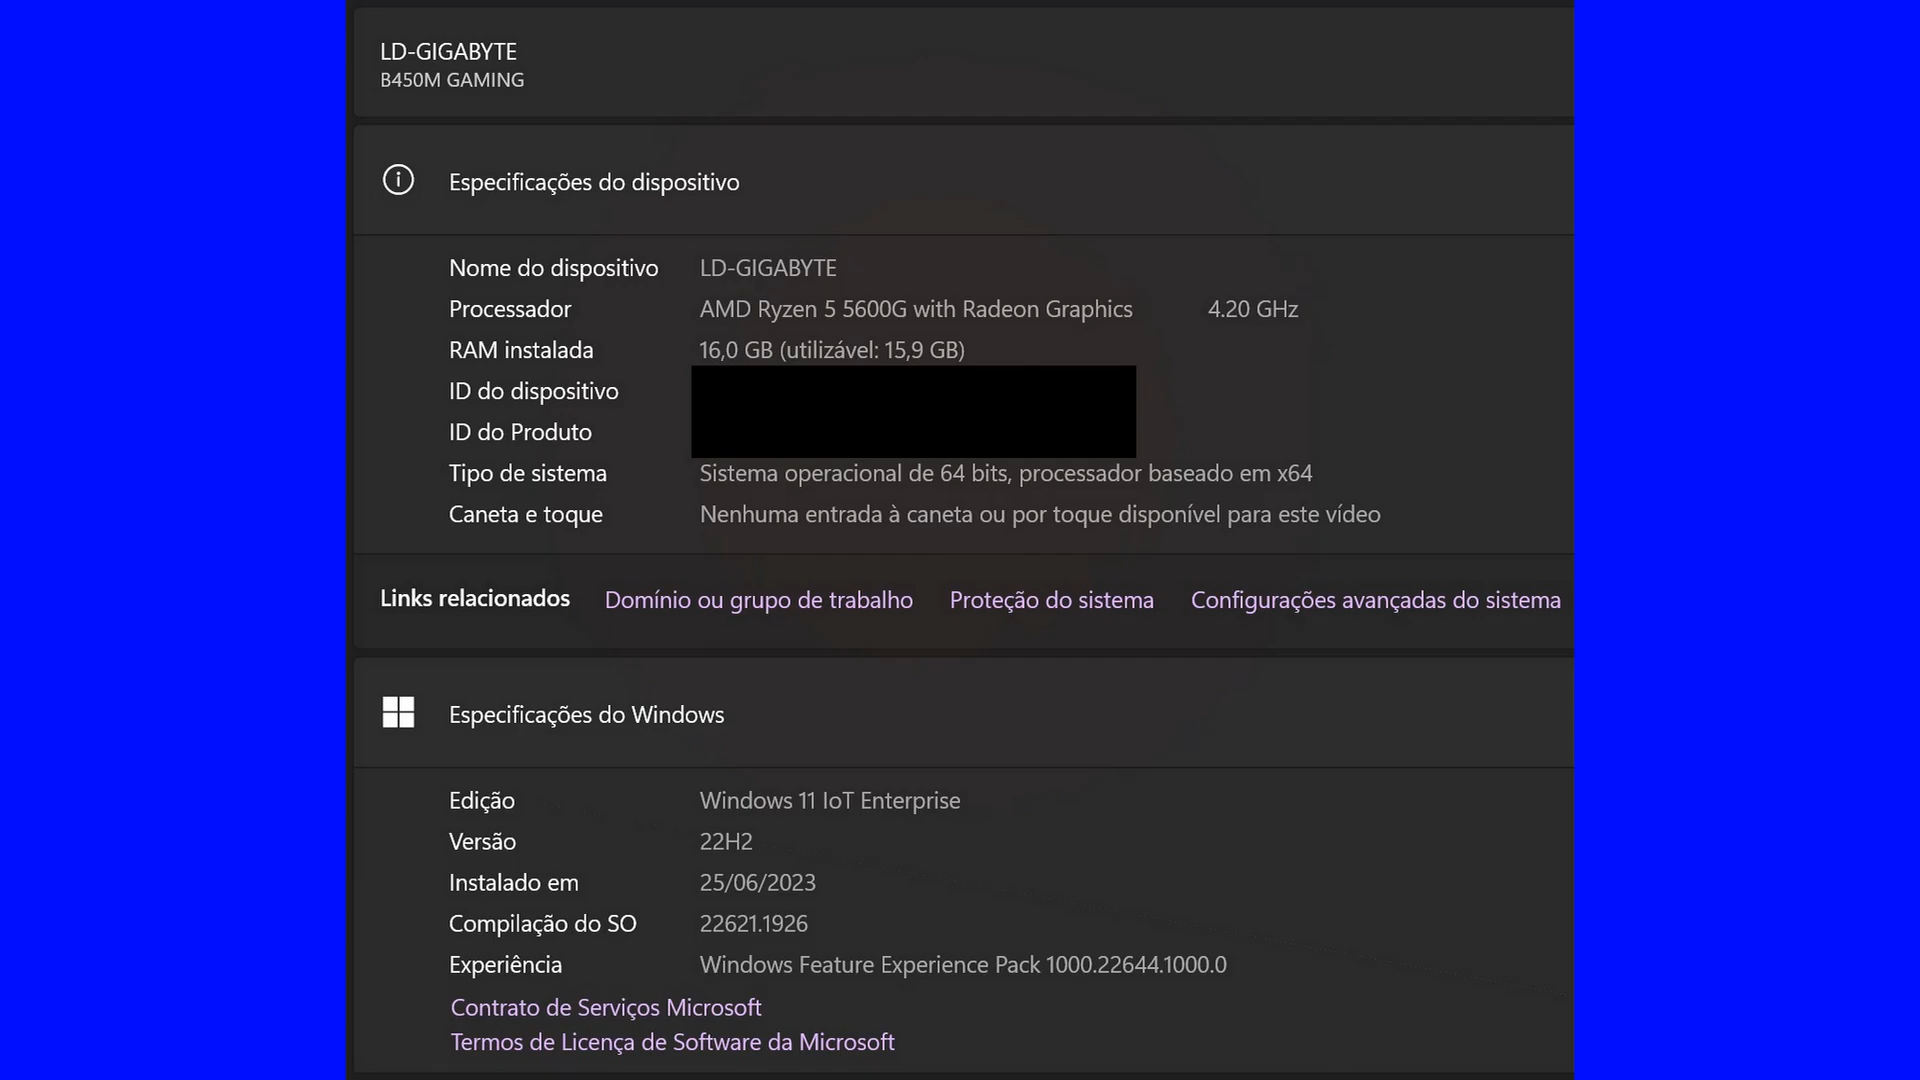 LD-GIGABYTE
B450M GAMING
Especificações do dispositivo
Nome do dispositivo LD-GIGABYTE
Processador AMD Ryzen 5 5600G with Radeon Graphics 4.20 GHz
RAM instalada 16,0 GB (utilizável: 15,9 GB)
ID do dispositivo
ID do Produto
Tipo de sistema Sistema operacional de 64 bits, processador baseado em x64
Caneta e toque Nenhuma entrada à caneta ou por toque disponível para este vídeo
Links relacionados Domínio ou grupo de trabalho Proteção do sistema Configurações avançadas do sistema
Especificações do Windows
Edição Windows 11 IoT Enterprise
Versão 22H2
Instalado em 25/06/2023
Compilação do SO 22621.1926
Experiência Windows Feature Experience Pack 1000.22644.1000.0
Contrato de Serviços Microsoft
Termos de Licença de Software da Microsoft